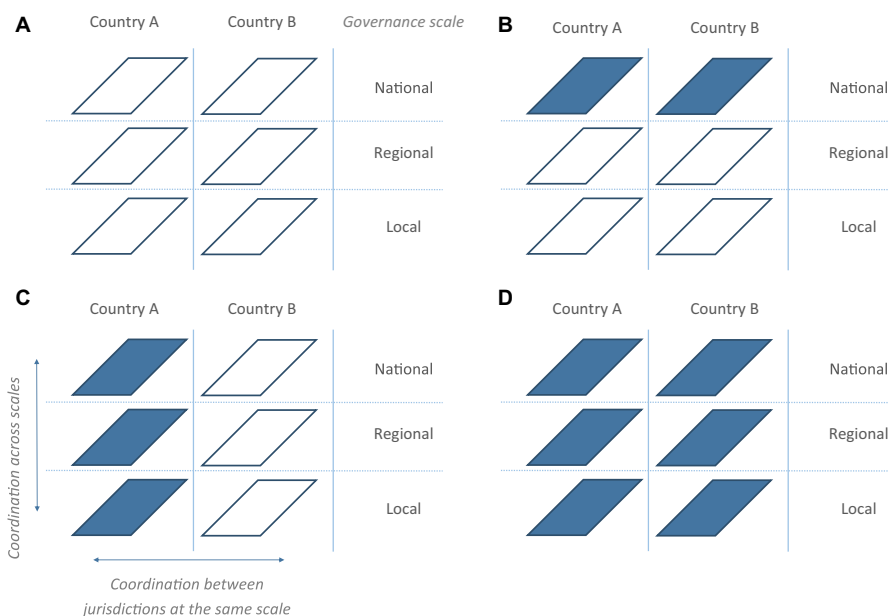 A
Country A
Country B
Governance scale
National
Regional
Local
B
Country A
Country B
National
Regional
Local
C
Country A
Country B
National
Regional
Local
Coordination across scales
Coordination between
jurisdictions at the same scale
D
Country A
Country B
National
Regional
Local